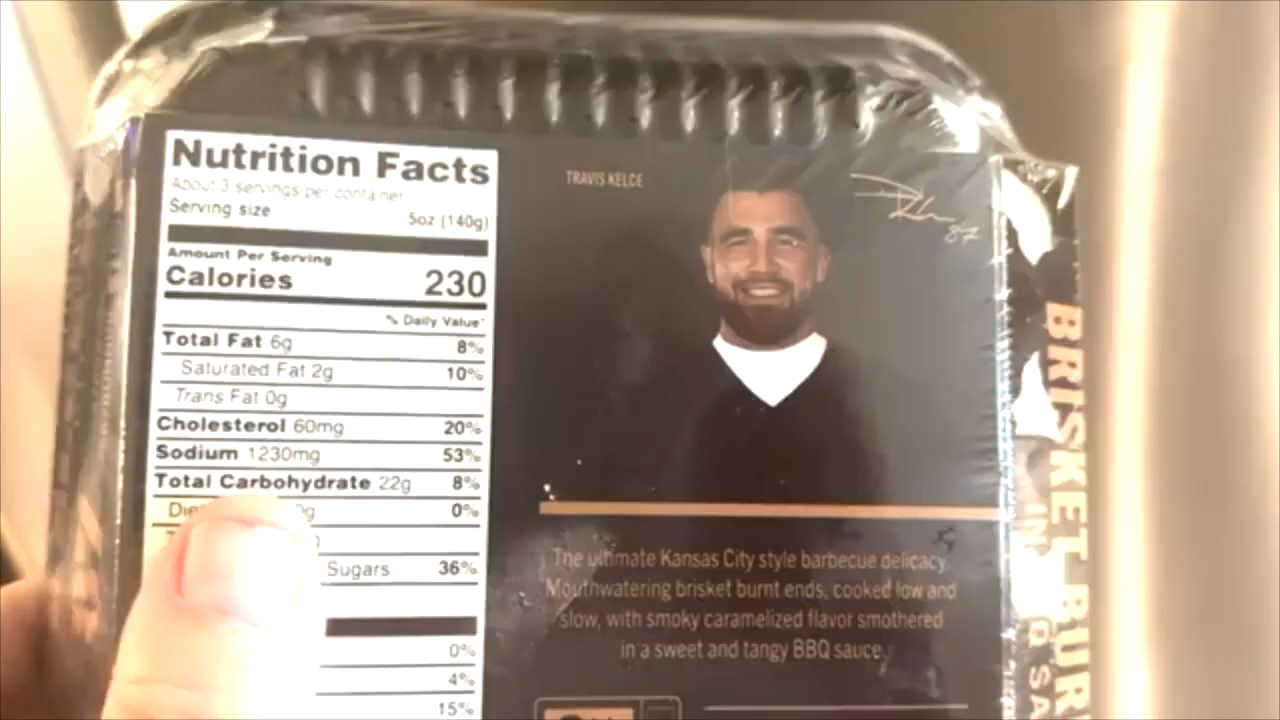 Nutrition Facts
About 3 servings per container
Serving size 5oz (140g)
Amount Per Serving
Calories 230
% Daily Value*
Total Fat 6g 8%
Saturated Fat 2g 10%
Trans Fat 0g
Cholesterol 60mg 20%
Sodium 1230mg 53%
Total Carbohydrate 22g 8%
0%
Sugars 36%
0%
4%
15%
TRAVIS KELCE
87
The ultimate Kansas City style barbecue delicacy.
Mouthwatering brisket burnt ends, cooked low and
slow, with smoky caramelized flavor smothered
in a sweet and tangy BBQ sauce.
BRISKET BUR
IN